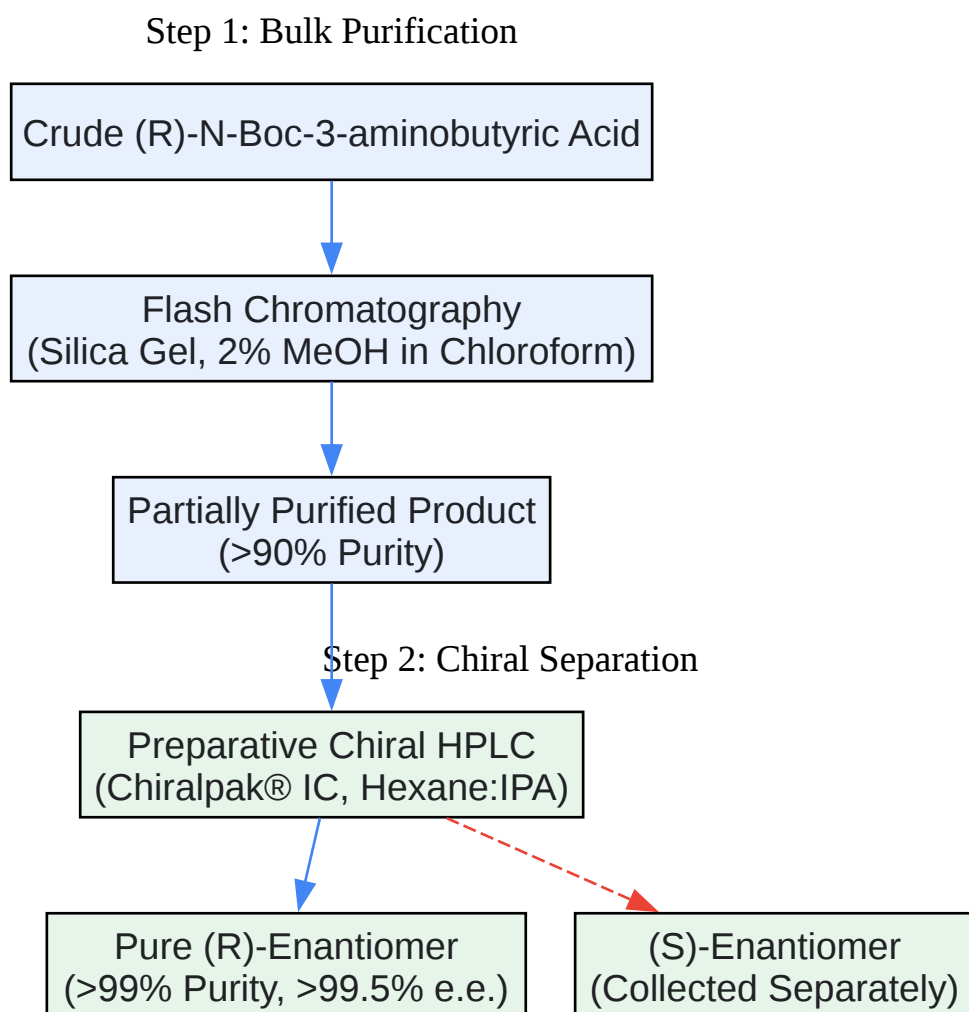 Step 1: Bulk Purification
Crude (R)-N-Boc-3-aminobutyric Acid
Flash Chromatography
(Silica Gel, 2% MeOH in Chloroform)
Partially Purified Product
(>90% Purity)
Step 2: Chiral Separation
Preparative Chiral HPLC
(Chiralpak® IC, Hexane:IPA)
Pure (R)-Enantiomer
(>99% Purity, >99.5% e.e.)
(S)-Enantiomer
(Collected Separately)